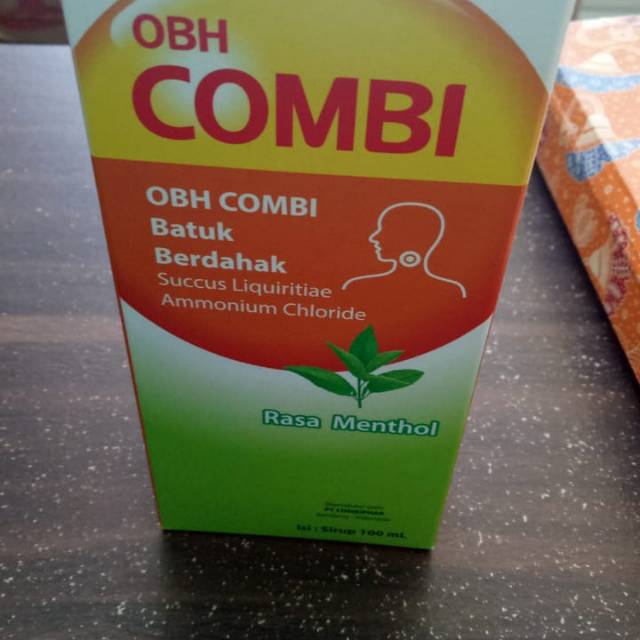 OBH
COMBI
OBH COMBI
Batuk
Berdahak
Succus Liquiritiae
Ammonium Chloride
Rasa Menthol
Isi : Sirup 100 mL